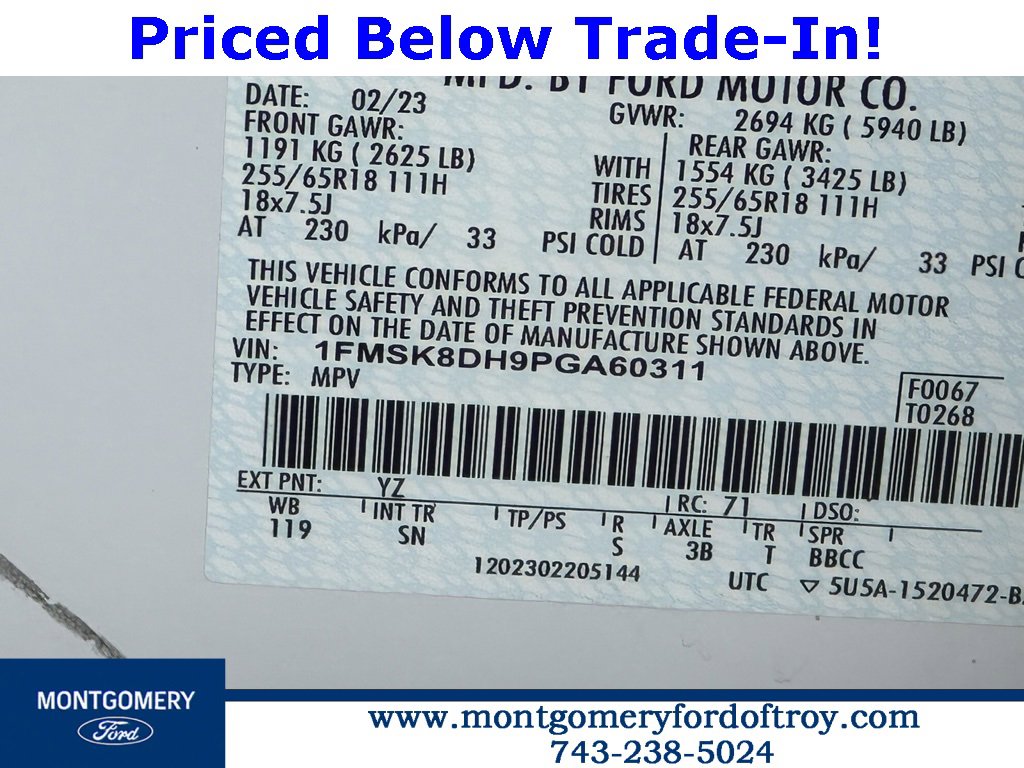 Priced Below Trade-In!
MFD. BY FORD MOTOR CO.
DATE: 02/23 GVWR: 2694 KG ( 5940 LB)
FRONT GAWR: REAR GAWR:
1191 KG ( 2625 LB) WITH 1554 KG ( 3425 LB)
255/65R18 111H TIRES 255/65R18 111H
18x7.5J RIMS 18x7.5J
AT 230 kPa/ 33 PSI COLD AT 230 kPa/ 33 PSI
THIS VEHICLE CONFORMS TO ALL APPLICABLE FEDERAL MOTOR
VEHICLE SAFETY AND THEFT PREVENTION STANDARDS IN
EFFECT ON THE DATE OF MANUFACTURE SHOWN ABOVE.
VIN: 1FMSK8DH9PGA60311
TYPE: MPV
F0067
T0268
EXT PNT: YZ RC: 71 DSO:
WB INT TR TP/PS R AXLE TR SPR
119 SN S 3B T BBCC
1202302205144 UTC ▽ 5U5A-1520472-B
MONTGOMERY
Ford
www.montgomeryfordoftroy.com
743-238-5024